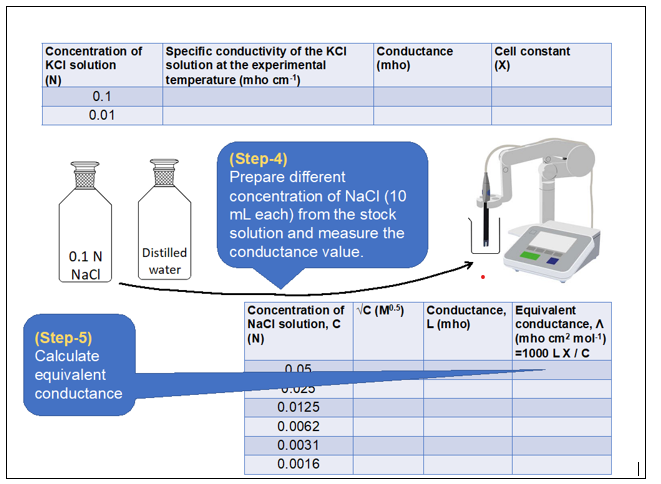 Concentration of KCl solution (N)
Specific conductivity of the KCl solution at the experimental temperature (mho cm-1)
Conductance (mho)
Cell constant (X)
0.1
0.01
(Step-4)
Prepare different
concentration of NaCl (10
mL each) from the stock
solution and measure the
conductance value.
0.1 N
NaCl
Distilled
water
(Step-5)
Calculate
equivalent
conductance
Concentration of NaCl solution, C (N)
√C (M0.5)
Conductance, L (mho)
Equivalent conductance, Λ (mho cm2 mol-1) =1000 L X / C
0.05
0.025
0.0125
0.0062
0.0031
0.0016